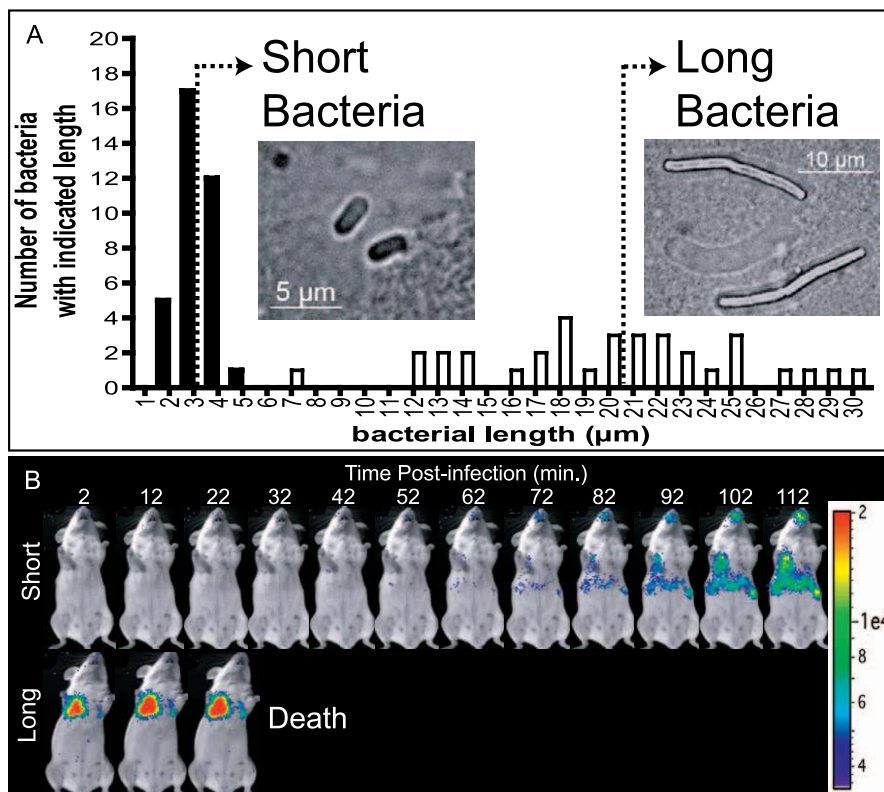 A
Number of bacteria
with indicated length
20
18
16
14
12
10
8
6
4
2
0
Short
Bacteria
5 µm
Long
Bacteria
10 µm
1 2 3 4 5 6 7 8 9 10 11 12 13 14 15 16 17 18 19 20 21 22 23 24 25 26 27 28 29 30
bacterial length (µm)
B
Time Post-infection (min.)
2 12 22 32 42 52 62 72 82 92 102 112
Short
Long
Death
2
1e4
8
6
4